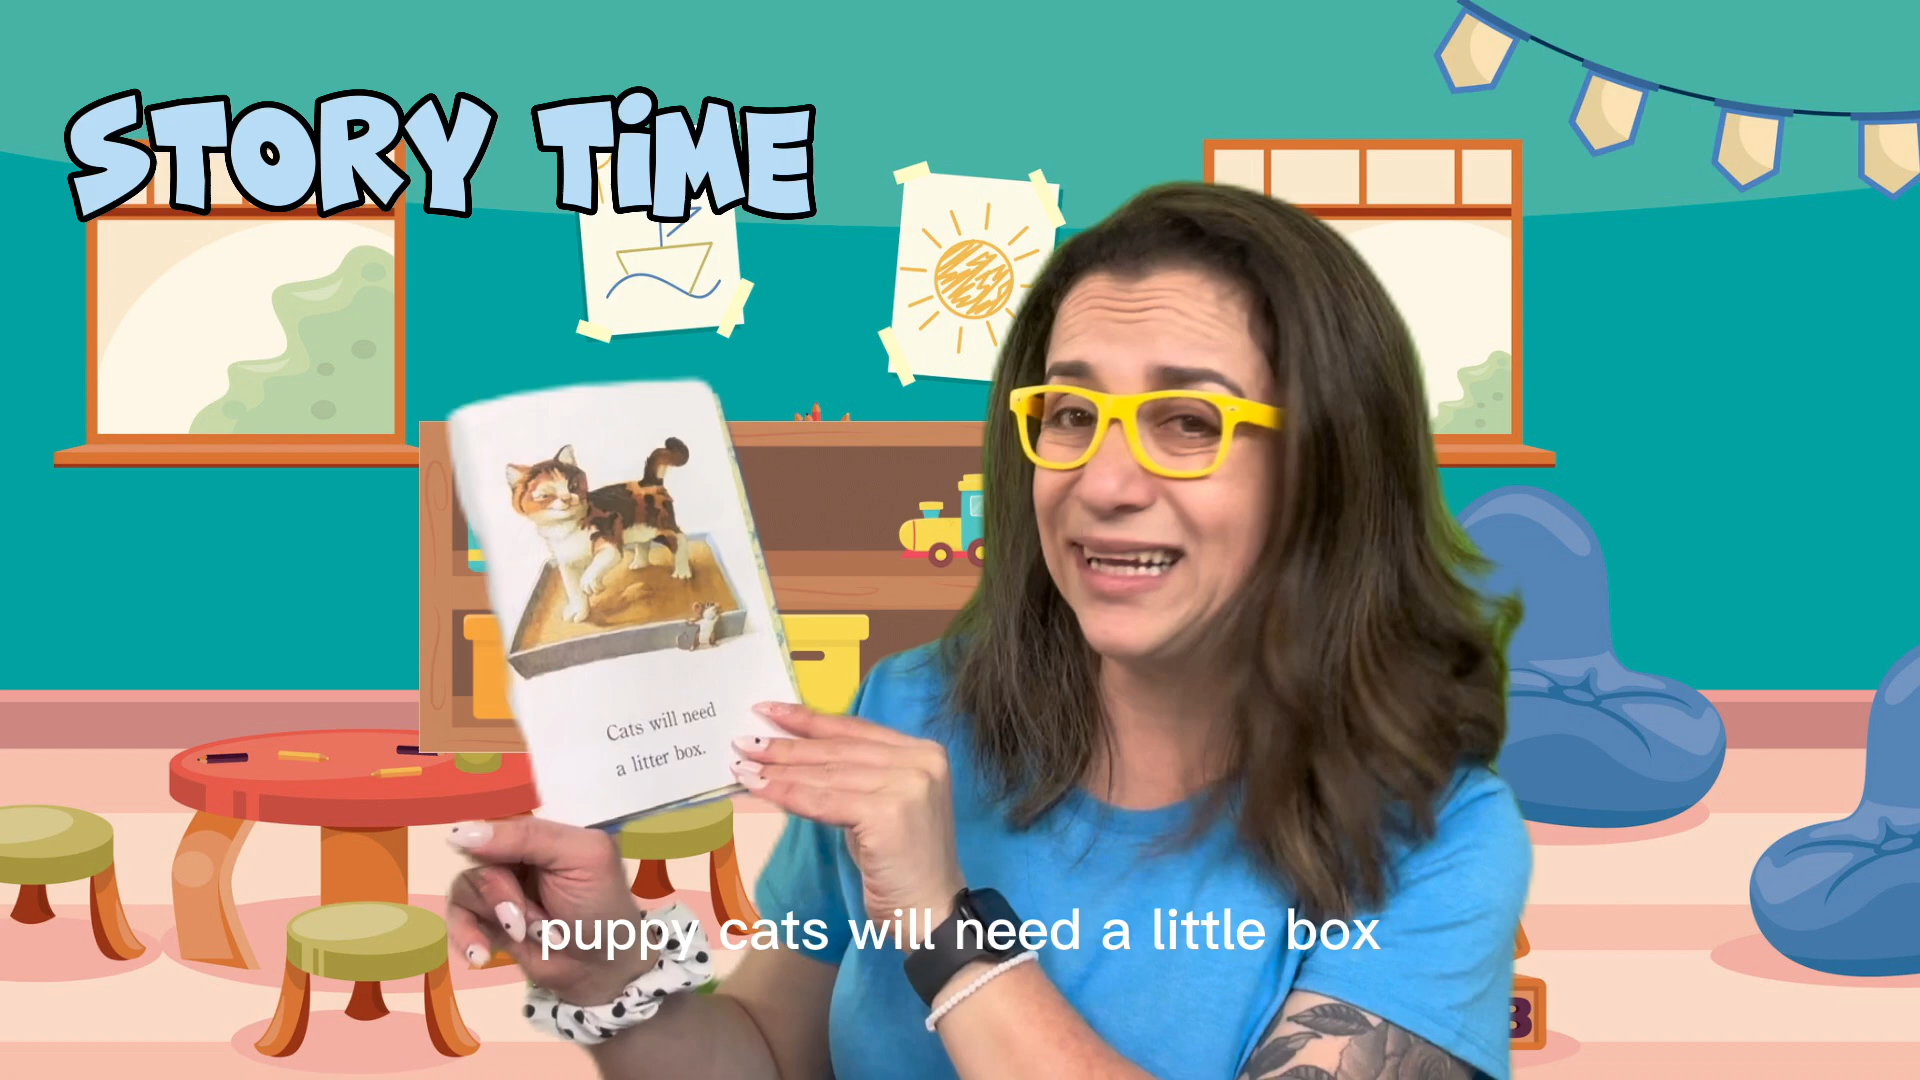 STORY TiME
Cats will need
a litter box.
puppy cats will need a little box
B